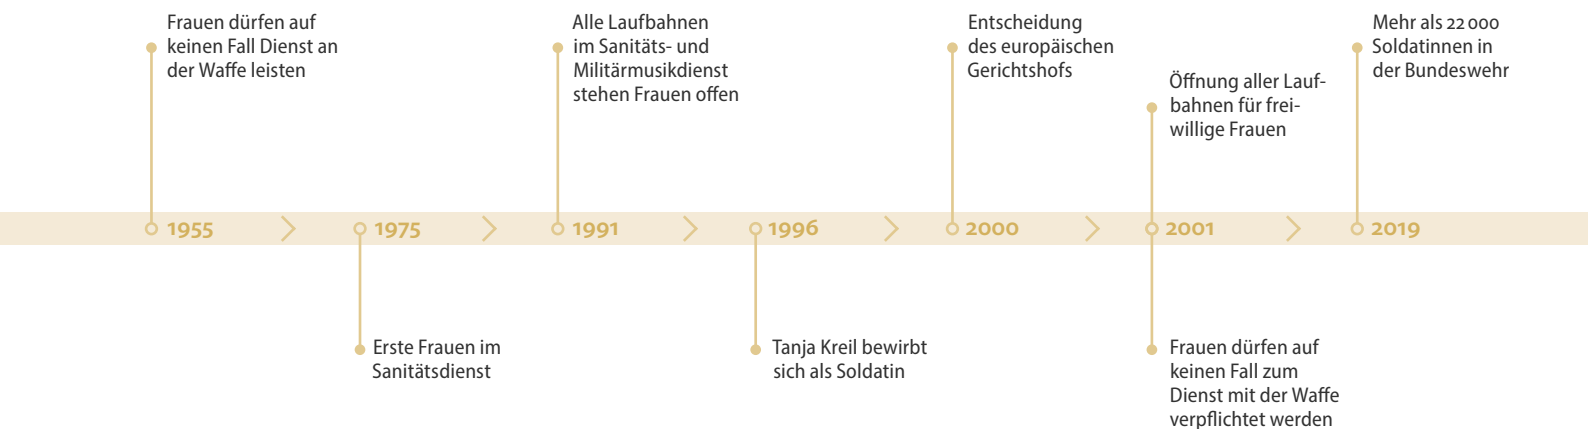 Frauen dürfen auf
keinen Fall Dienst an
der Waffe leisten
Alle Laufbahnen
im Sanitäts- und
Militärmusikdienst
stehen Frauen offen
Entscheidung
des europäischen
Gerichtshofs
Öffnung aller Lauf-
bahnen für frei-
willige Frauen
Mehr als 22 000
Soldatinnen in
der Bundeswehr
1955
1975
1991
1996
2000
2001
2019
Erste Frauen im
Sanitätsdienst
Tanja Kreil bewirbt
sich als Soldatin
Frauen dürfen auf
keinen Fall zum
Dienst mit der Waffe
verpflichtet werden